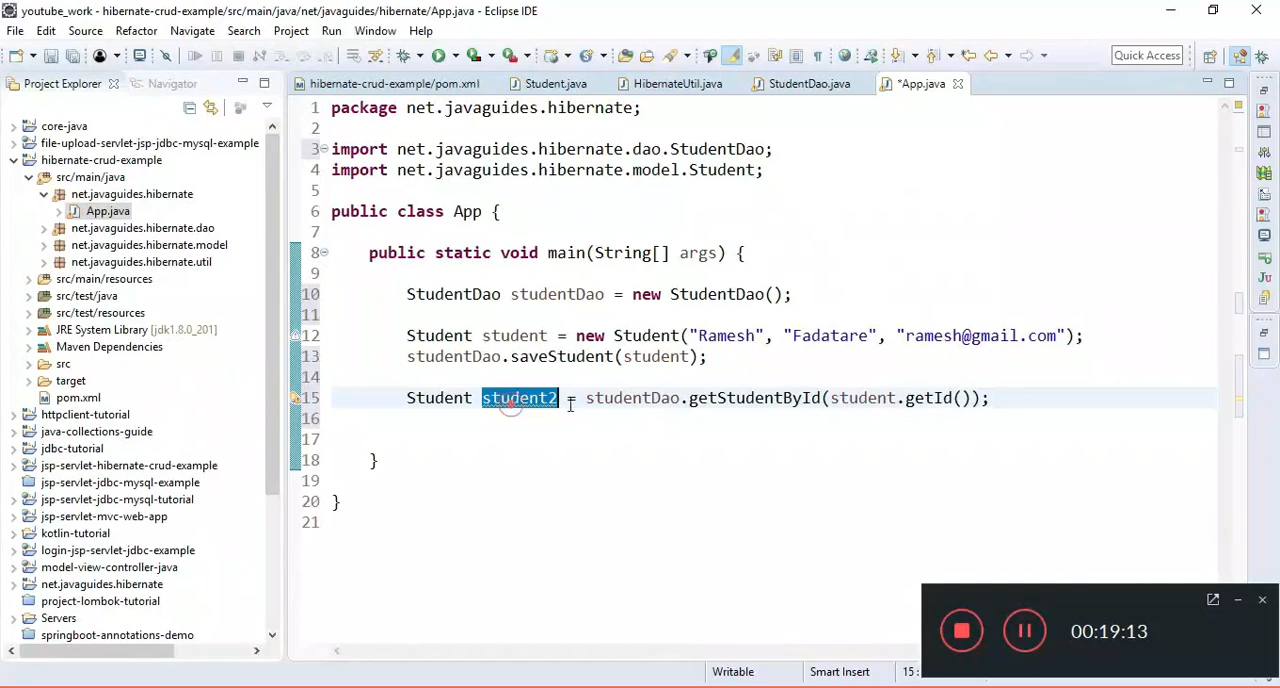 youtube_work - hibernate-crud-example/src/main/java/net/javaguides/hibernate/App.java - Eclipse IDE
File Edit Source Refactor Navigate Search Project Run Window Help
Quick Access
Project Explorer Navigator
hibernate-crud-example/pom.xml Student.java HibernateUtil.java StudentDao.java *App.java
core-java
file-upload-servlet-jsp-jdbc-mysql-example
hibernate-crud-example
src/main/java
net.javaguides.hibernate
App.java
net.javaguides.hibernate.dao
net.javaguides.hibernate.model
net.javaguides.hibernate.util
src/main/resources
src/test/java
src/test/resources
JRE System Library [jdk1.8.0_201]
Maven Dependencies
src
target
pom.xml
httpclient-tutorial
java-collections-guide
jdbc-tutorial
jsp-servlet-hibernate-crud-example
jsp-servlet-jdbc-mysql-example
jsp-servlet-jdbc-mysql-tutorial
jsp-servlet-mvc-web-app
kotlin-tutorial
login-jsp-servlet-jdbc-example
model-view-controller-java
net.javaguides.hibernate
project-lombok-tutorial
Servers
springboot-annotations-demo
1 package net.javaguides.hibernate;
2
3 import net.javaguides.hibernate.dao.StudentDao;
4 import net.javaguides.hibernate.model.Student;
5
6 public class App {
7
8 public static void main(String[] args) {
9
10 StudentDao studentDao = new StudentDao();
11
12 Student student = new Student("Ramesh", "Fadatare", "ramesh@gmail.com");
13 studentDao.saveStudent(student);
14
15 Student student2 = studentDao.getStudentById(student.getId());
16
17
18 }
19
20 }
21
00:19:13
Writable Smart Insert 15 :